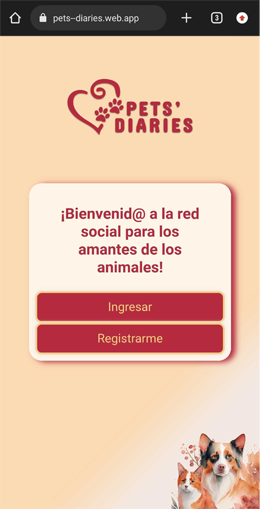 pets--diaries.web.app
3
PETS'
DIARIES
¡Bienvenid@ a la red
social para los
amantes de los
animales!
Ingresar
Registrarme